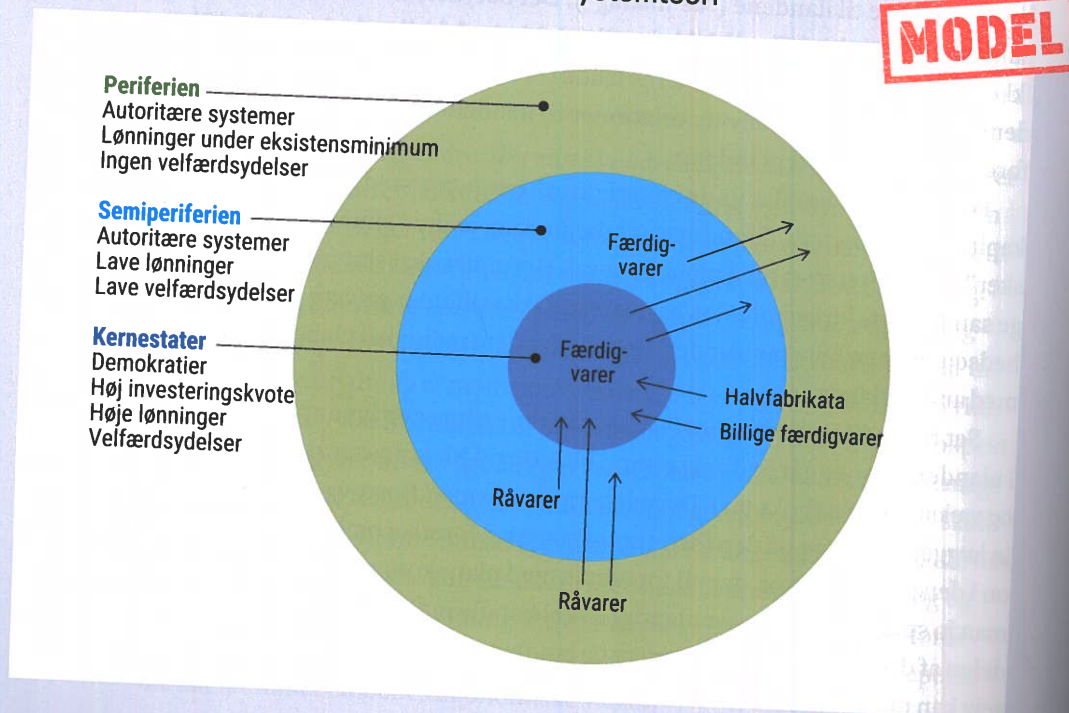 MODEL
Periferien
Autoritære systemer
Lønninger under eksistensminimum
Ingen velfærdsydelser
Semiperiferien
Autoritære systemer
Lave lønninger
Lave velfærdsydelser
Kernestater
Demokratier
Høj investeringskvote
Høje lønninger
Velfærdsydelser
Færdig-
varer
Færdig-
varer
Halvfabrikata
Billige færdigvarer
Råvarer
Råvarer